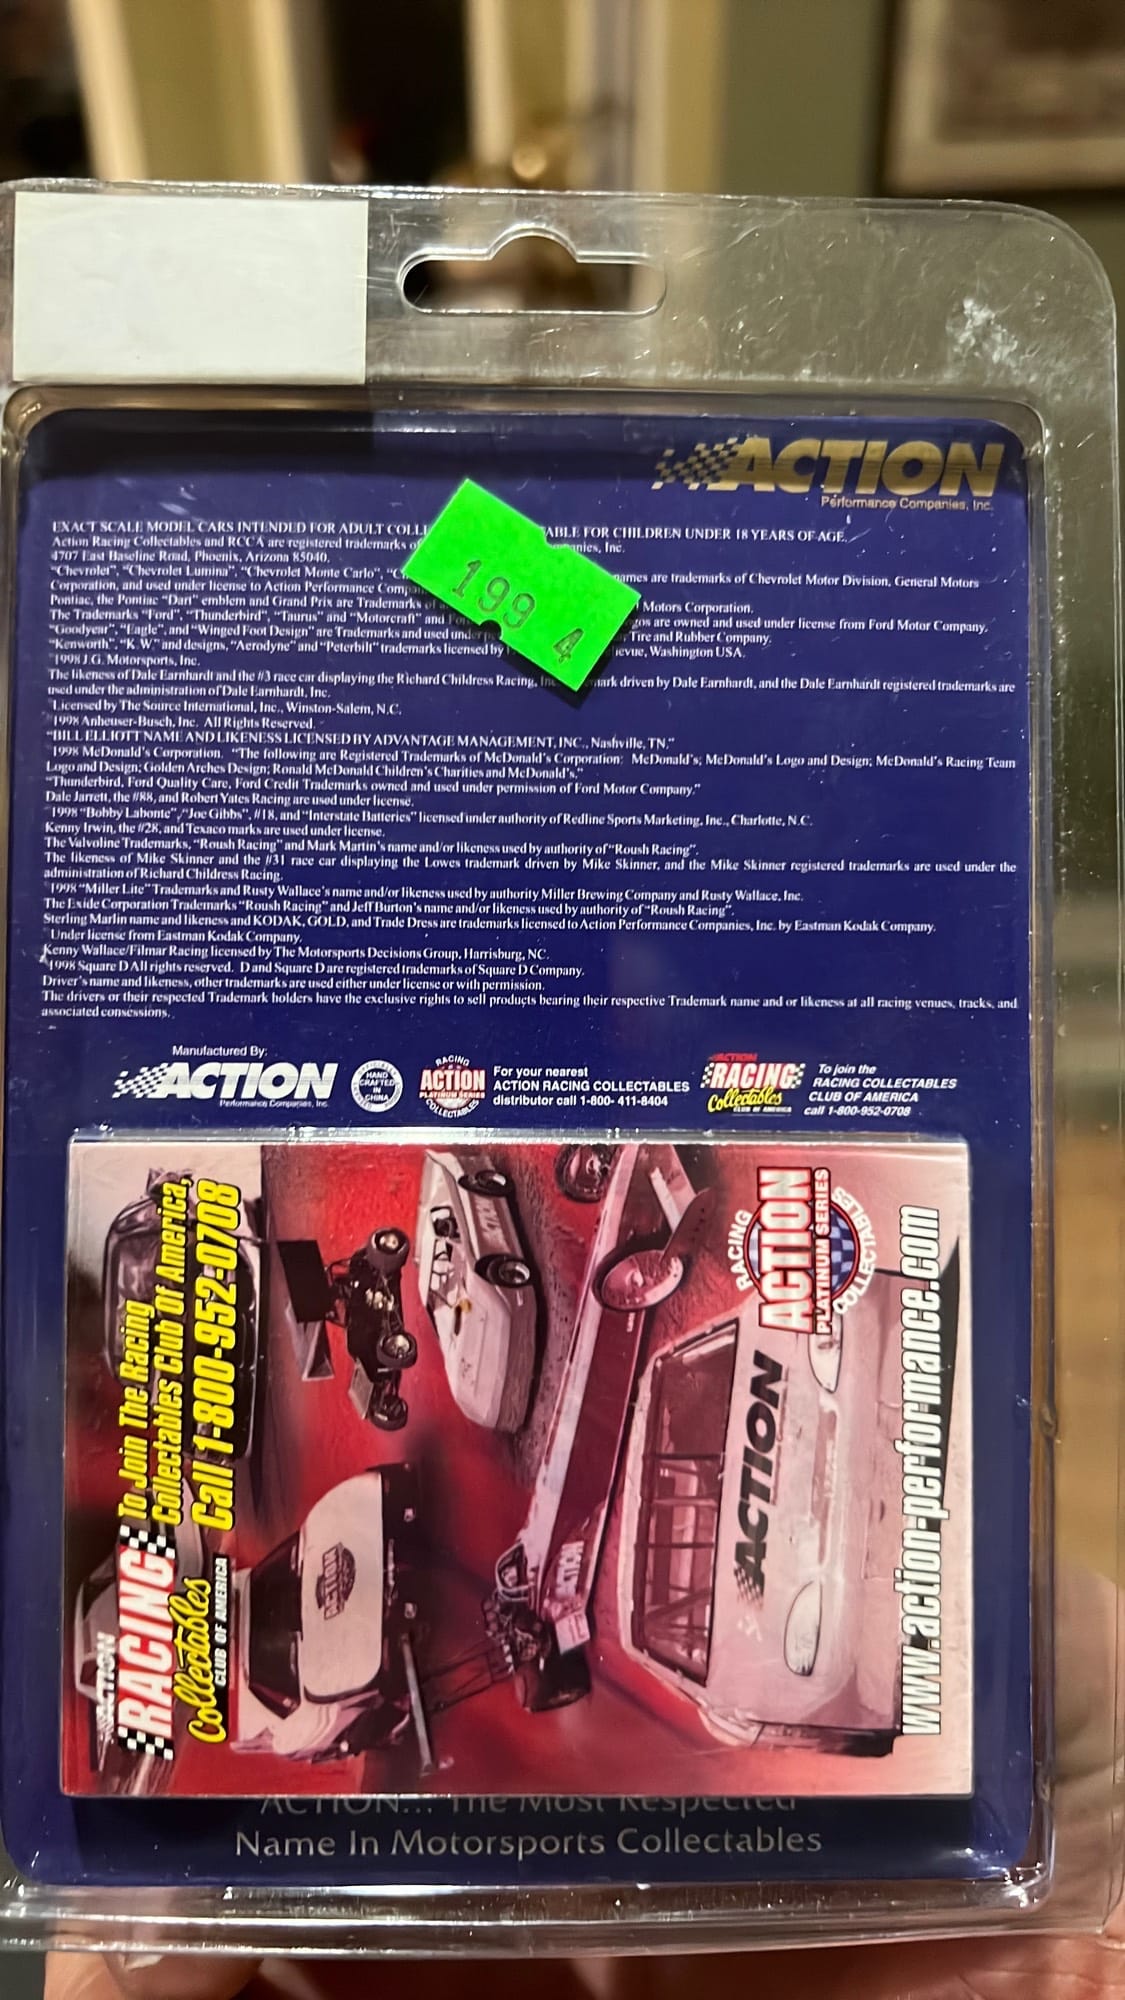 ACTION
Performance Companies, Inc.
EXACT SCALE MODEL CARS INTENDED FOR ADULT COLL ABLE FOR CHILDREN UNDER 18 YEARS OF AGE.
Action Racing Collectables and RCCA are registered trademarks Inc.
4707 East Baseline Road, Phoenix, Arizona 85040.
"Chevrolet", "Chevrolet Lumina", "Chevrolet Monte Carlo", names are trademarks of Chevrolet Motor Division, General Motors
Corporation, and used under license to Action Performance
Pontiac, the Pontiac "Dart" emblem and Grand Prix are Trademarks of Motors Corporation.
The Trademarks "Ford", "Thunderbird", "Taurus" and "Motorcraft" and are owned and used under license from Ford Motor Company.
"Goodyear", "Eagle", and "Winged Foot Design" are Trademarks and used under Tire and Rubber Company.
"Kenworth", "K.W." and designs, "Aerodyne" and "Peterbilt" trademarks licensed by Washington USA.
1998 J.G. Motorsports, Inc.
The likeness of Dale Earnhardt and the #3 race car displaying the Richard Childress Racing, driven by Dale Earnhardt, and the Dale Earnhardt registered trademarks are
used under the administration of Dale Earnhardt, Inc.
Licensed by The Source International, Inc., Winston-Salem, N.C.
1998 Anheuser-Busch, Inc. All Rights Reserved.
"BILL ELLIOTT NAME AND LIKENESS LICENSED BY ADVANTAGE MANAGEMENT, INC., Nashville, TN."
1998 McDonald's Corporation. "The following are Registered Trademarks of McDonald's Corporation: McDonald's; McDonald's Logo and Design; McDonald's Racing Team
Logo and Design; Golden Arches Design; Ronald McDonald Children's Charities and McDonald's."
"Thunderbird, Ford Quality Care, Ford Credit Trademarks owned and used under permission of Ford Motor Company."
Dale Jarrett, the #88, and Robert Yates Racing are used under license.
1998 "Bobby Labonte", "Joe Gibbs", #18, and "Interstate Batteries" licensed under authority of Redline Sports Marketing, Inc., Charlotte, N.C.
Kenny Irwin, the #28, and Texaco marks are used under license.
The Valvoline Trademarks, "Roush Racing" and Mark Martin's name and/or likeness used by authority of "Roush Racing".
The likeness of Mike Skinner and the #31 race car displaying the Lowes trademark driven by Mike Skinner, and the Mike Skinner registered trademarks are used under the
administration of Richard Childress Racing.
1998 "Miller Lite" Trademarks and Rusty Wallace's name and/or likeness used by authority Miller Brewing Company and Rusty Wallace, Inc.
The Exide Corporation Trademarks "Roush Racing" and Jeff Burton's name and/or likeness used by authority of "Roush Racing".
Sterling Marlin name and likeness and KODAK, GOLD, and Trade Dress are trademarks licensed to Action Performance Companies, Inc. by Eastman Kodak Company.
Under license from Eastman Kodak Company.
Kenny Wallace/Filmar Racing licensed by The Motorsports Decisions Group, Harrisburg, NC.
1998 Square D All rights reserved. D and Square D are registered trademarks of Square D Company.
Driver's name and likeness, other trademarks are used either under license or with permission.
The drivers or their respected Trademark holders have the exclusive rights to sell products bearing their respective Trademark name and or likeness at all racing venues, tracks, and
associated consessions.
199 4
Manufactured By:
ACTION
Performance Companies, Inc.
HAND
CRAFTED
IN
CHINA
RACING
ACTION
PLATINUM SERIES
COLLECTABLES
For your nearest
ACTION RACING COLLECTABLES
distributor call 1-800- 411-8404
ACTION
RACING
Collectables
CLUB OF AMERICA
To join the
RACING COLLECTABLES
CLUB OF AMERICA
call 1-800-952-0708
ACTION
RACING
Collectables
CLUB OF AMERICA
To Join The Racing
Collectables Club Of America,
Call 1-800-952-0708
ACTION
ACTION
RACING
ACTION
PLATINUM SERIES
COLLECTABLES
www.action-performance.com
ACTION... The Most Respected
Name In Motorsports Collectables